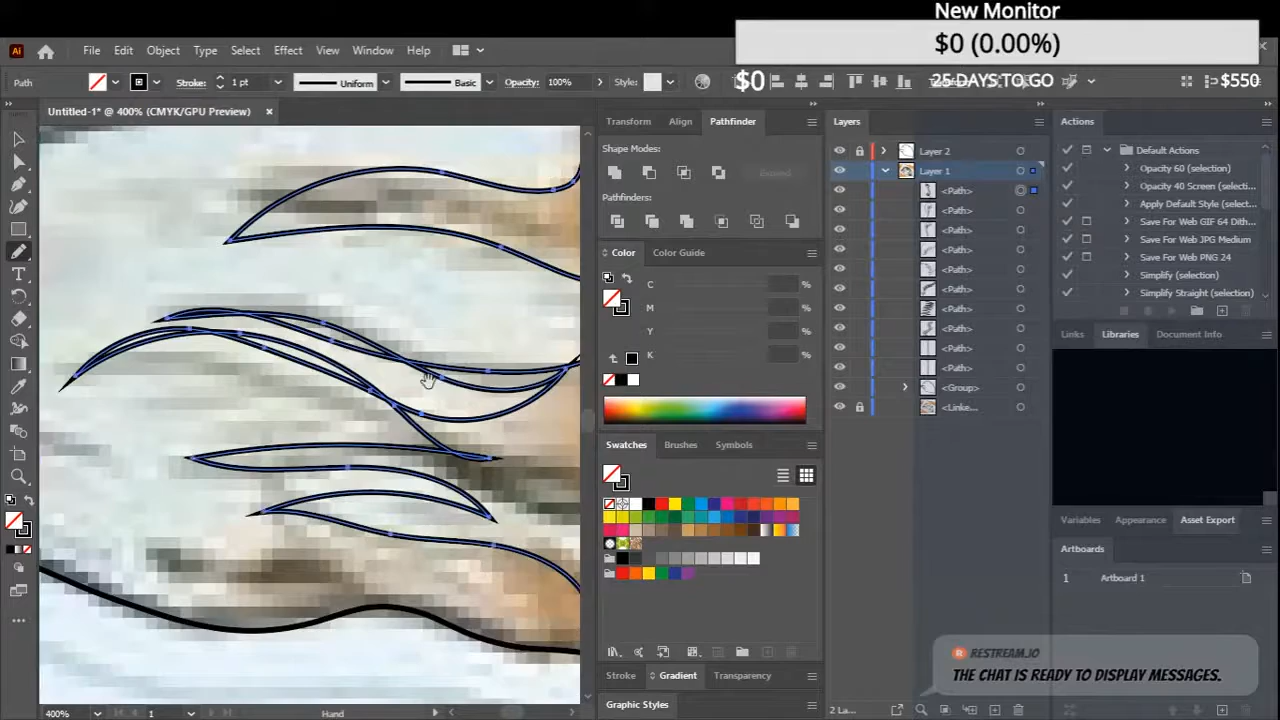 New Monitor
$0 (0.00%)
$0
25 DAYS TO GO
$550
Ai
File Edit Object Type Select Effect View Window Help
Path
Stroke:
1 pt
Uniform
Basic
Opacity:
100%
Style:
Untitled-1* @ 400% (CMYK/GPU Preview)
Transform
Align
Pathfinder
Shape Modes:
Expand
Pathfinders:
Color
Color Guide
C
%
M
%
Y
%
K
%
Swatches
Brushes
Symbols
Stroke
Gradient
Transparency
Graphic Styles
Layers
Layer 2
Layer 1
<Path>
<Path>
<Path>
<Path>
<Path>
<Path>
<Path>
<Path>
<Path>
<Path>
<Group>
<Linke...
2 La...
Actions
Default Actions
Opacity 60 (selection)
Opacity 40 Screen (selecti...
Apply Default Style (select...
Save For Web GIF 64 Dith...
Save For Web JPG Medium
Save For Web PNG 24
Simplify (selection)
Simplify Straight (selection)
Links
Libraries
Document Info
Variables
Appearance
Asset Export
Artboards
1
Artboard 1
RESTREAM.IO
THE CHAT IS READY TO DISPLAY MESSAGES.
400%
1
Hand